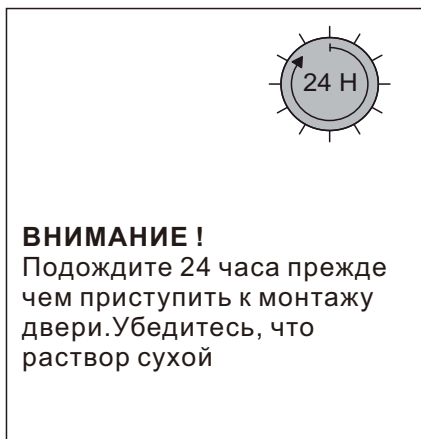 24 H
ВНИМАНИЕ !
Подождите 24 часа прежде
чем приступить к монтажу
двери.Убедитесь, что
раствор сухой